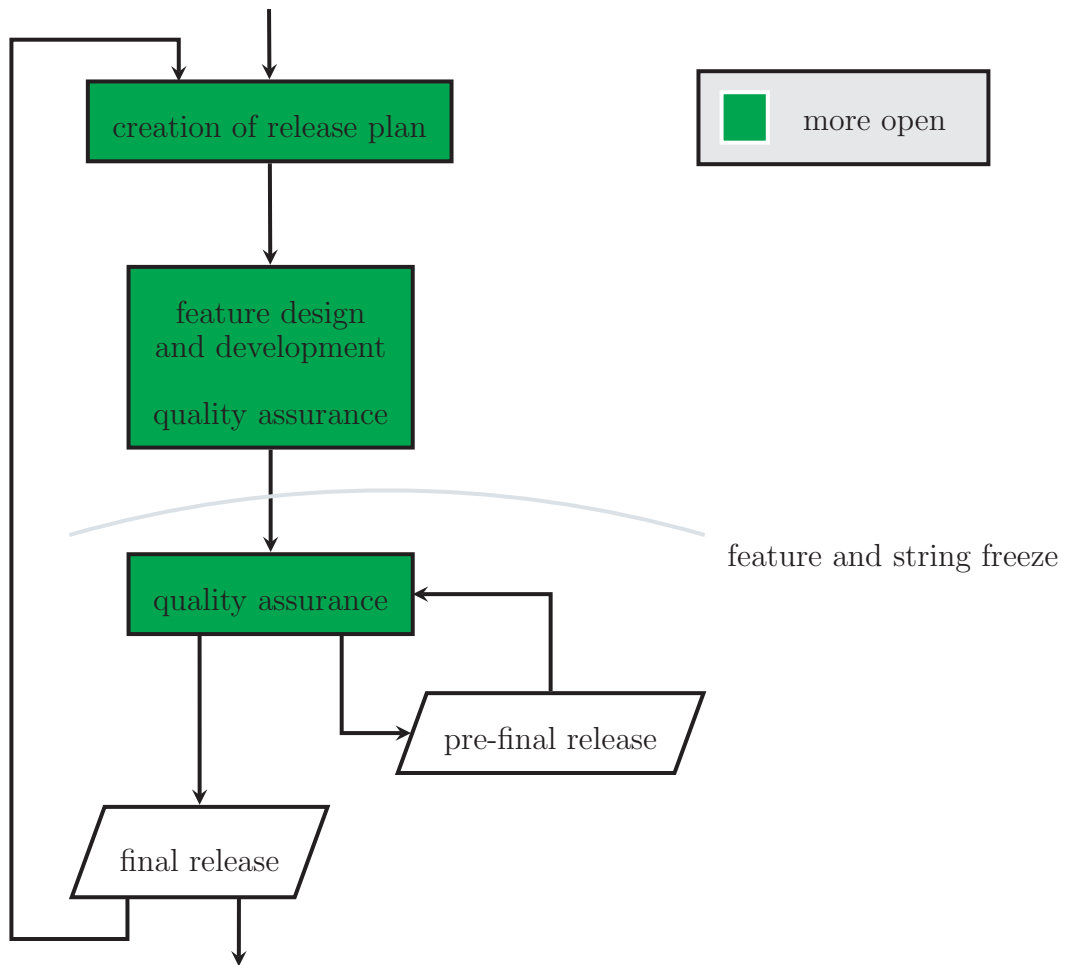 creation of release plan
more open
feature design
and development
quality assurance
feature and string freeze
quality assurance
pre-final release
final release